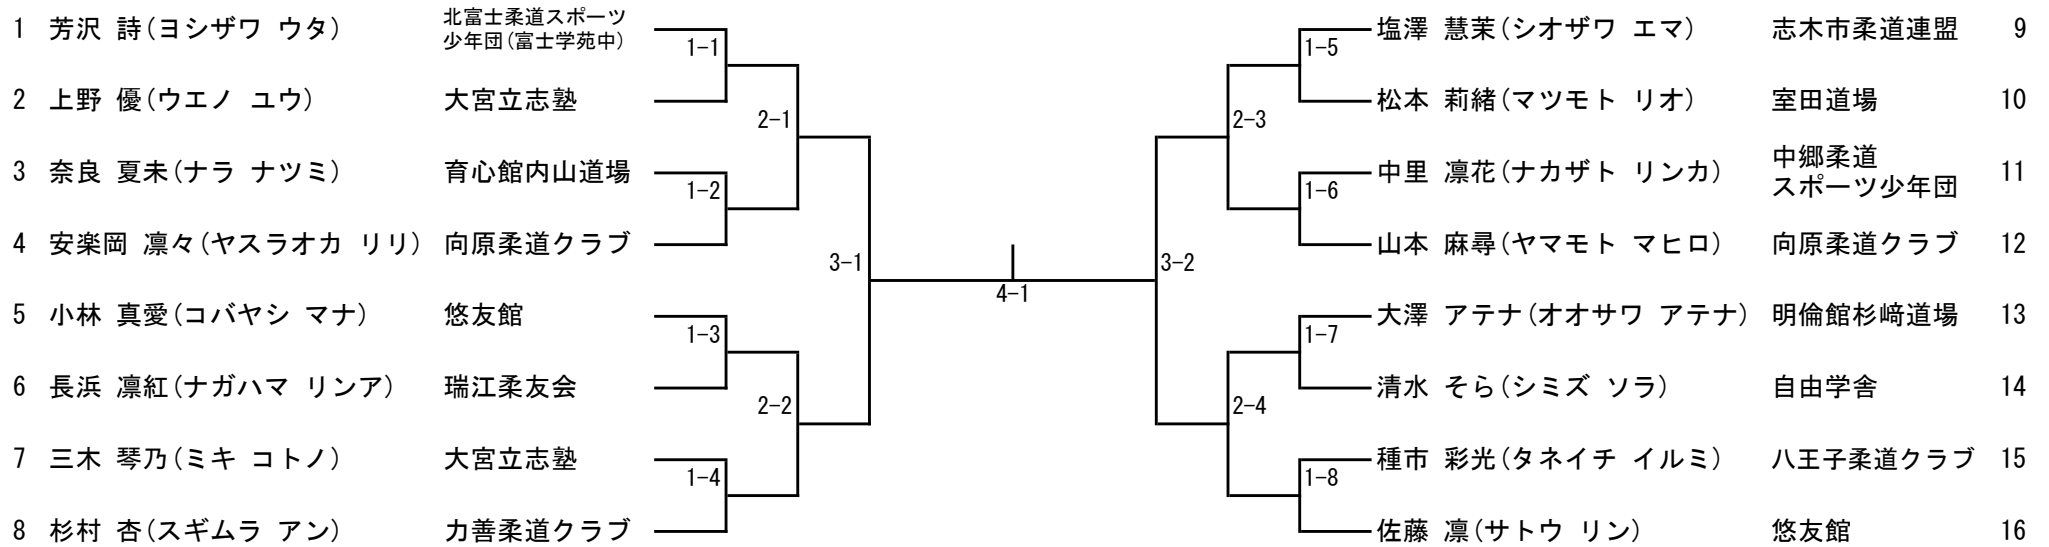 1 芳沢 詩(ヨシザワ ウタ) 北富士柔道スポーツ
少年団(富士学苑中)
1-1
2 上野 優(ウエノ ユウ) 大宮立志塾
2-1
3 奈良 夏未(ナラ ナツミ) 育心館内山道場
1-2
4 安楽岡 凛々(ヤスラオカ リリ) 向原柔道クラブ
3-1
5 小林 真愛(コバヤシ マナ) 悠友館
1-3
6 長浜 凛紅(ナガハマ リンア) 瑞江柔友会
2-2
7 三木 琴乃(ミキ コトノ) 大宮立志塾
1-4
8 杉村 杏(スギムラ アン) 力善柔道クラブ
4-1
塩澤 慧茉(シオザワ エマ) 志木市柔道連盟 9
1-5
松本 莉緒(マツモト リオ) 室田道場 10
2-3
中里 凛花(ナカザト リンカ) 中郷柔道
スポーツ少年団 11
1-6
山本 麻尋(ヤマモト マヒロ) 向原柔道クラブ 12
3-2
大澤 アテナ(オオサワ アテナ) 明倫館杉﨑道場 13
1-7
清水 そら(シミズ ソラ) 自由学舎 14
2-4
種市 彩光(タネイチ イルミ) 八王子柔道クラブ 15
1-8
佐藤 凛(サトウ リン) 悠友館 16